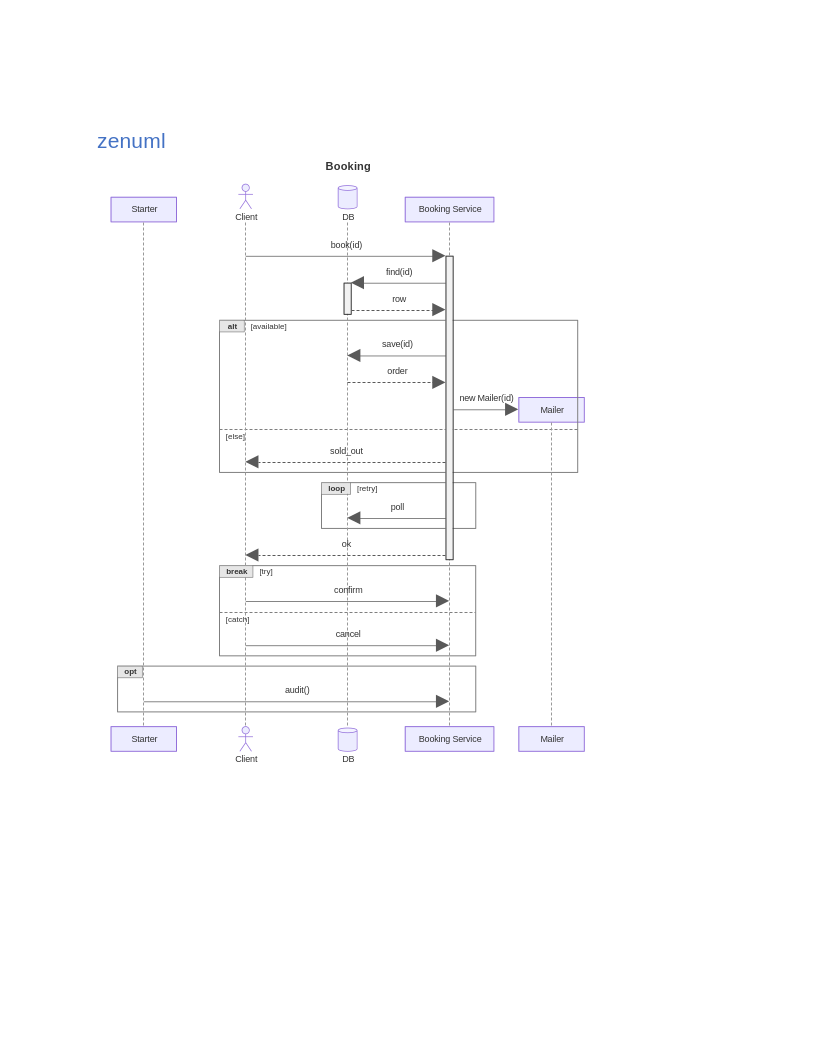 zenuml
Booking
Starter
Client
DB
Booking Service
book(id)
find(id)
row
alt [available]
save(id)
order
new Mailer(id)
Mailer
[else]
sold_out
loop [retry]
poll
ok
break [try]
confirm
[catch]
cancel
opt
audit()
Starter
Client
DB
Booking Service
Mailer